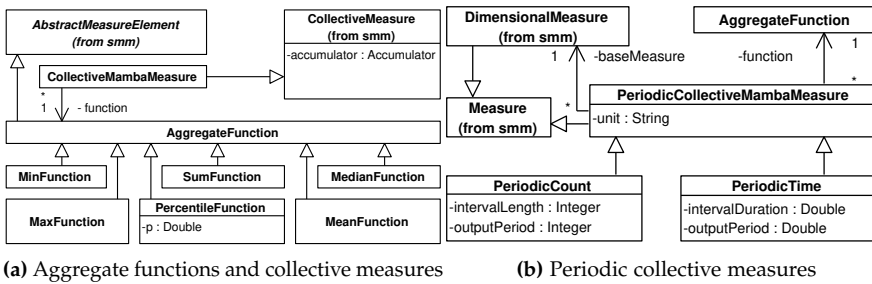 AbstractMeasureElement
(from smm)
CollectiveMeasure
(from smm)
-accumulator : Accumulator
CollectiveMambaMeasure
*
1
- function
AggregateFunction
MinFunction
SumFunction
MedianFunction
MaxFunction
PercentileFunction
-p : Double
MeanFunction
(a) Aggregate functions and collective measures
DimensionalMeasure
(from smm)
AggregateFunction
1
-baseMeasure
-function
1
*
Measure
(from smm)
*
PeriodicCollectiveMambaMeasure
-unit : String
PeriodicCount
-intervalLength : Integer
-outputPeriod : Integer
PeriodicTime
-intervalDuration : Double
-outputPeriod : Double
(b) Periodic collective measures